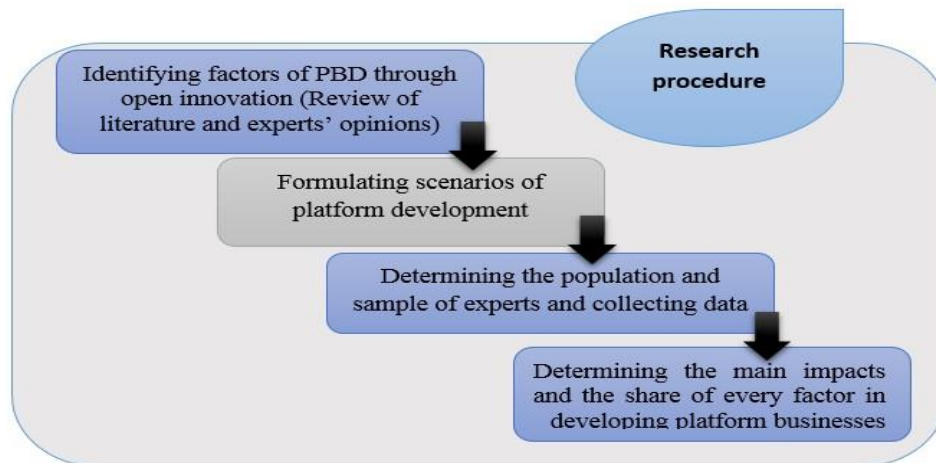 Research
procedure
Identifying factors of PBD through
open innovation (Review of
literature and experts’ opinions)
Formulating scenarios of
platform development
Determining the population and
sample of experts and collecting data
Determining the main impacts
and the share of every factor in
developing platform businesses